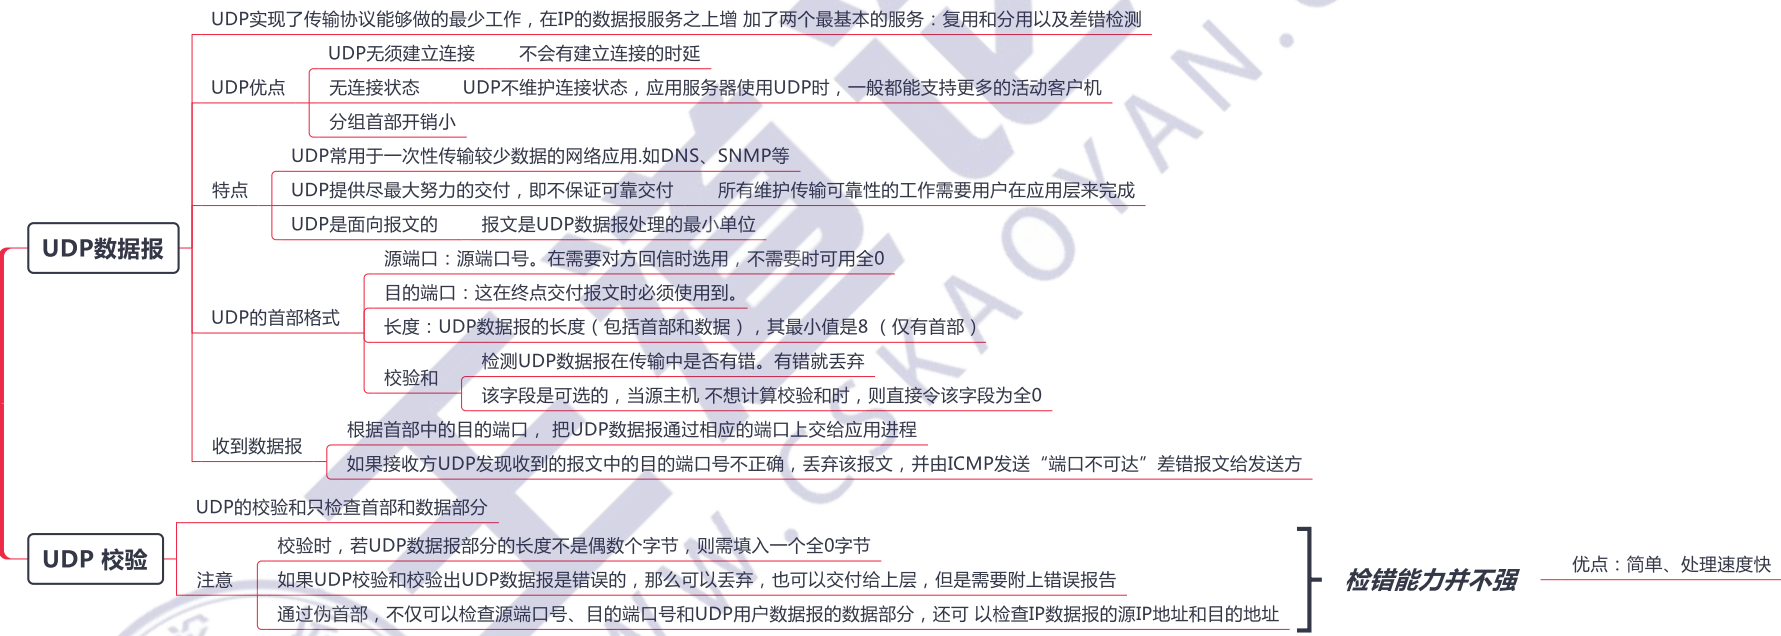 UDP实现了传输协议能够做的最少工作，在IP的数据报服务之上增 加了两个最基本的服务：复用和分用以及差错检测
UDP无须建立连接 不会有建立连接的时延
UDP优点 无连接状态 UDP不维护连接状态，应用服务器使用UDP时，一般都能支持更多的活动客户机
分组首部开销小
UDP常用于一次性传输较少数据的网络应用.如DNS、SNMP等
特点 UDP提供尽最大努力的交付，即不保证可靠交付 所有维护传输可靠性的工作需要用户在应用层来完成
UDP是面向报文的 报文是UDP数据报处理的最小单位
UDP数据报
源端口：源端口号。在需要对方回信时选用，不需要时可用全0
目的端口：这在终点交付报文时必须使用到。
UDP的首部格式
长度：UDP数据报的长度（包括首部和数据），其最小值是8 （仅有首部）
检测UDP数据报在传输中是否有错。有错就丢弃
校验和
该字段是可选的，当源主机 不想计算校验和时，则直接令该字段为全0
根据首部中的目的端口， 把UDP数据报通过相应的端口上交给应用进程
收到数据报
如果接收方UDP发现收到的报文中的目的端口号不正确，丢弃该报文，并由ICMP发送“端口不可达”差错报文给发送方
UDP的校验和只检查首部和数据部分
UDP 校验
校验时，若UDP数据报部分的长度不是偶数个字节，则需填入一个全0字节
注意 如果UDP校验和校验出UDP数据报是错误的，那么可以丢弃，也可以交付给上层，但是需要附上错误报告
通过伪首部，不仅可以检查源端口号、目的端口号和UDP用户数据报的数据部分，还可 以检查IP数据报的源IP地址和目的地址
检错能力并不强
优点：简单、处理速度快
王道论
W.CSKAOYAN.C